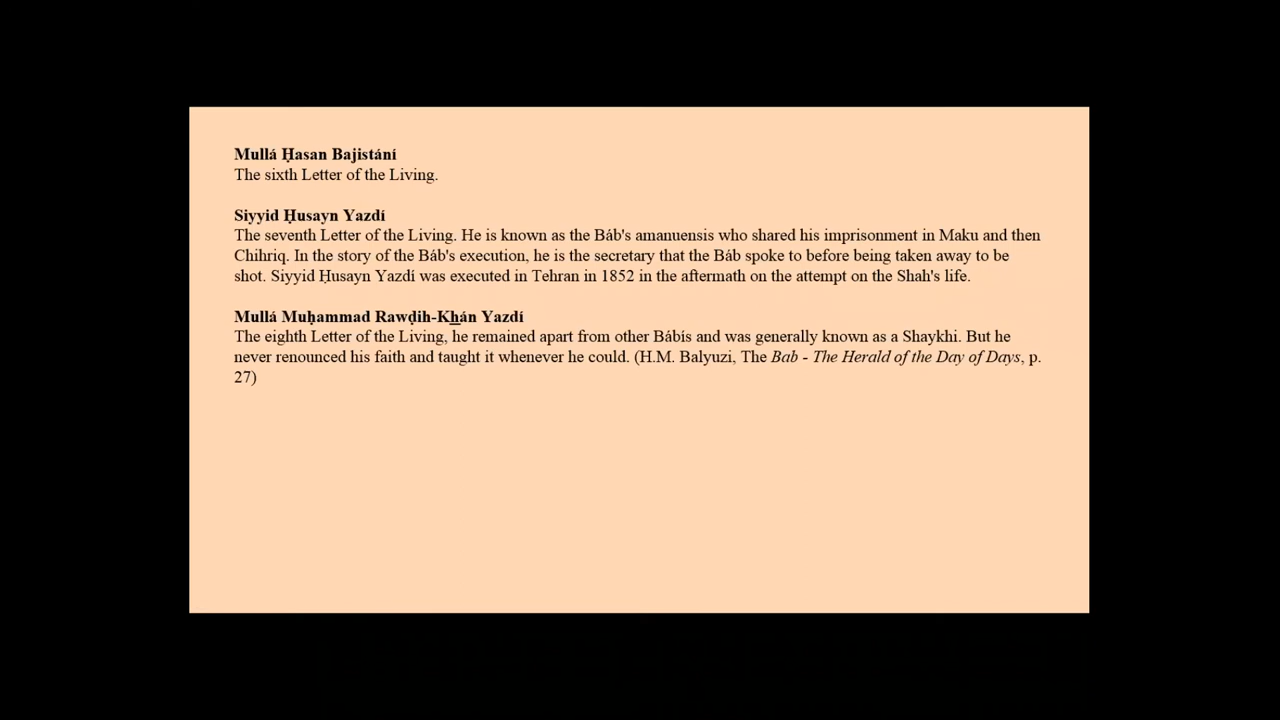 Mullá Ḥasan Bajistání
The sixth Letter of the Living.
Siyyid Ḥusayn Yazdí
The seventh Letter of the Living. He is known as the Báb's amanuensis who shared his imprisonment in Maku and then
Chihriq. In the story of the Báb's execution, he is the secretary that the Báb spoke to before being taken away to be
shot. Siyyid Ḥusayn Yazdí was executed in Tehran in 1852 in the aftermath on the attempt on the Shah's life.
Mullá Muḥammad Rawḍih-Kẖán Yazdí
The eighth Letter of the Living, he remained apart from other Bábís and was generally known as a Shaykhi. But he
never renounced his faith and taught it whenever he could. (H.M. Balyuzi, The Bab - The Herald of the Day of Days, p.
27)